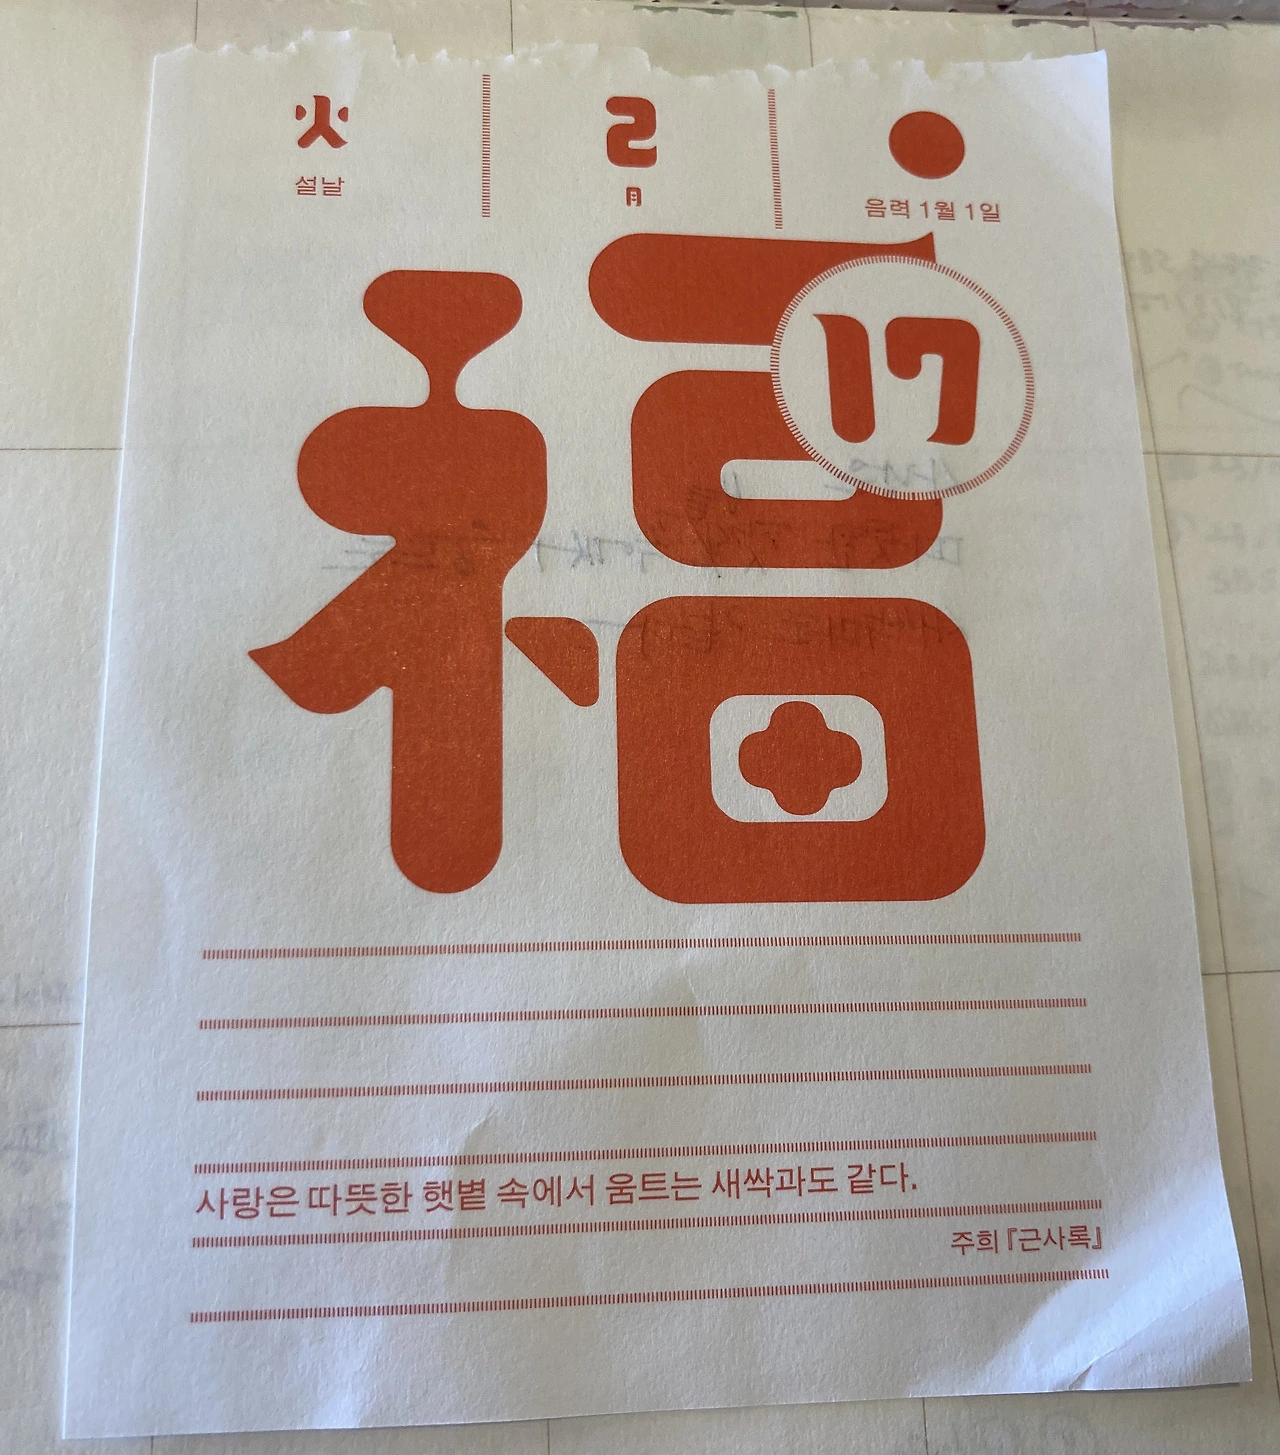 火
설날
2
月
음력 1월 1일
福
17
사랑은 따뜻한 햇볕 속에서 움트는 새싹과도 같다.
주희 『근사록』